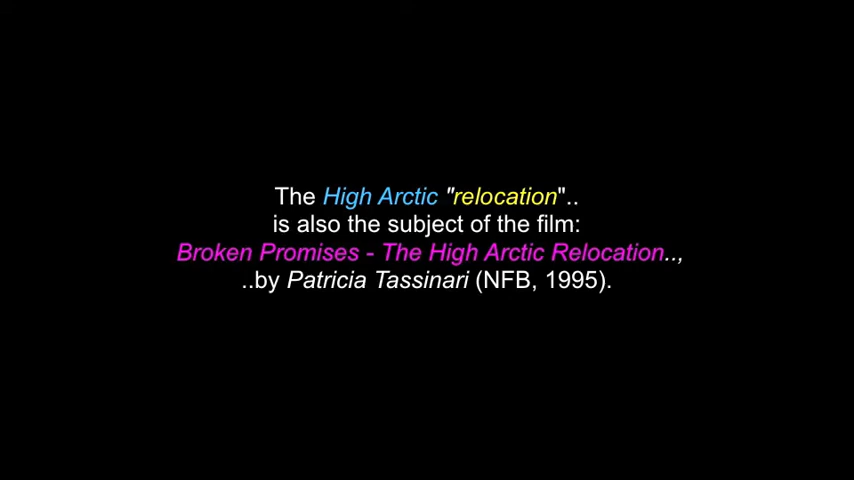 The High Arctic "relocation"..
is also the subject of the film:
Broken Promises - The High Arctic Relocation..,
..by Patricia Tassinari (NFB, 1995).